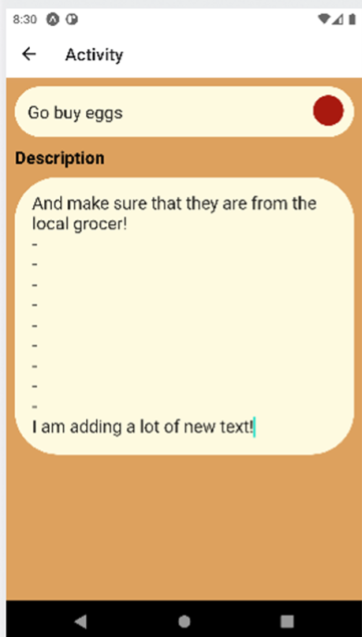 8:30
Activity
Go buy eggs
Description
And make sure that they are from the
local grocer!
-
-
-
-
-
-
-
-
-
I am adding a lot of new text!